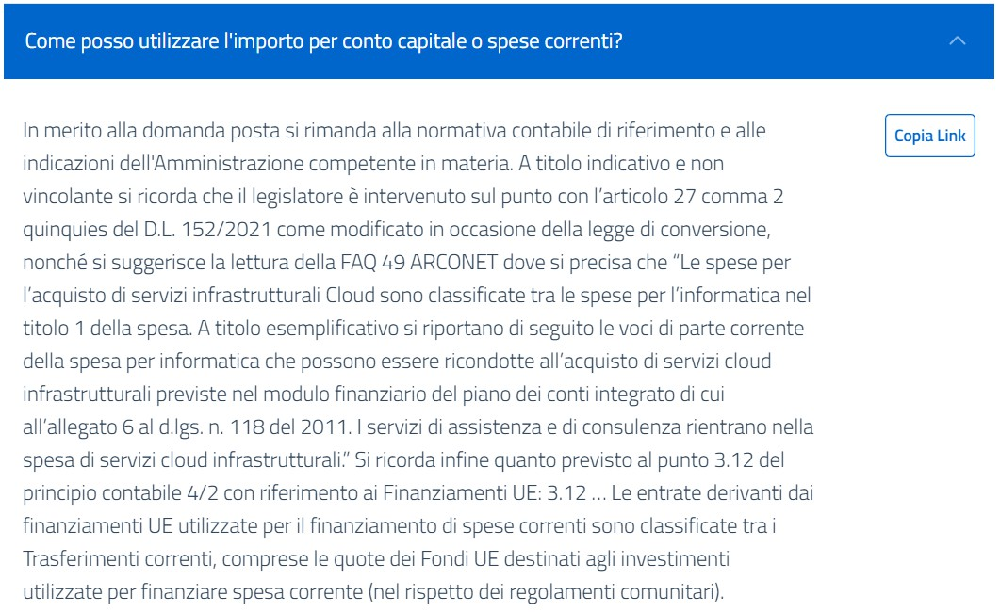 Come posso utilizzare l'importo per conto capitale o spese correnti?
In merito alla domanda posta si rimanda alla normativa contabile di riferimento e alle
Copia Link
indicazioni dell'Amministrazione competente in materia. A titolo indicativo e non
vincolante si ricorda che il legislatore è intervenuto sul punto con l’articolo 27 comma 2
quinquies del D.L. 152/2021 come modificato in occasione della legge di conversione,
nonché si suggerisce la lettura della FAQ 49 ARCONET dove si precisa che “Le spese per
l’acquisto di servizi infrastrutturali Cloud sono classificate tra le spese per l’informatica nel
titolo 1 della spesa. A titolo esemplificativo si riportano di seguito le voci di parte corrente
della spesa per informatica che possono essere ricondotte all’acquisto di servizi cloud
infrastrutturali previste nel modulo finanziario del piano dei conti integrato di cui
all’allegato 6 al d.lgs. n. 118 del 2011. I servizi di assistenza e di consulenza rientrano nella
spesa di servizi cloud infrastrutturali.” Si ricorda infine quanto previsto al punto 3.12 del
principio contabile 4/2 con riferimento ai Finanziamenti UE: 3.12 … Le entrate derivanti dai
finanziamenti UE utilizzate per il finanziamento di spese correnti sono classificate tra i
Trasferimenti correnti, comprese le quote dei Fondi UE destinati agli investimenti
utilizzate per finanziare spesa corrente (nel rispetto dei regolamenti comunitari).